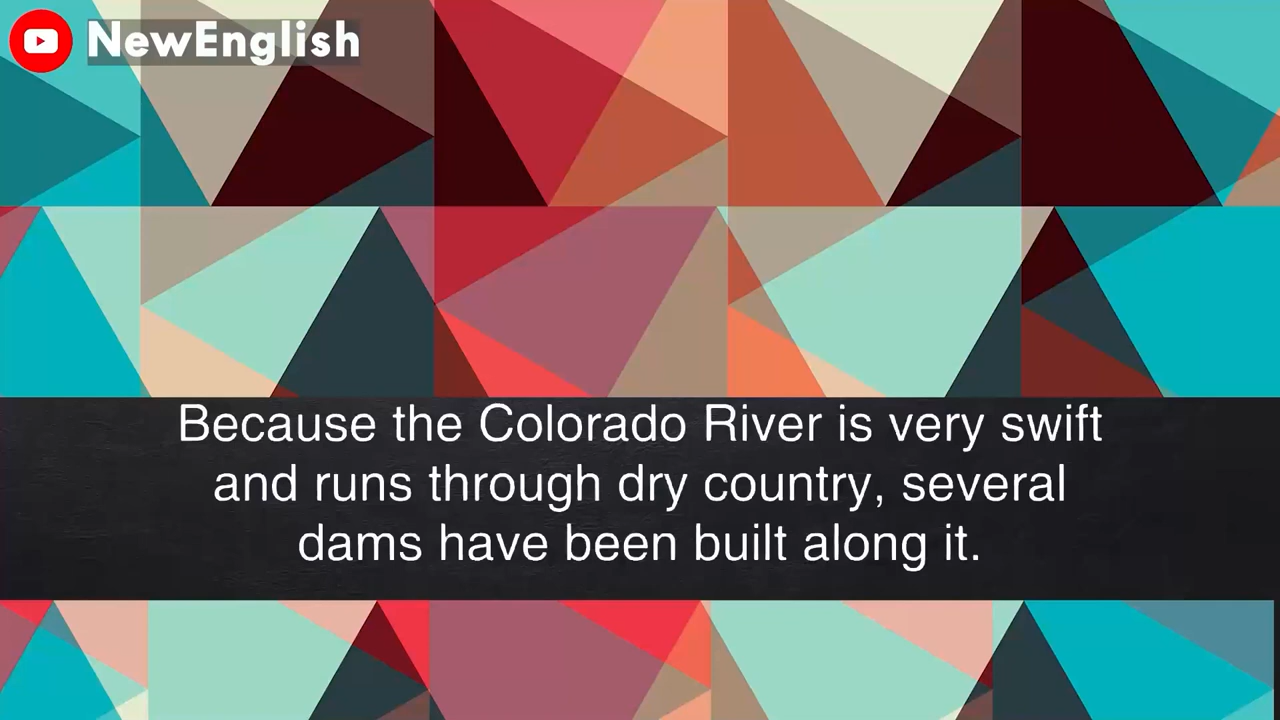 NewEnglish
Because the Colorado River is very swift
and runs through dry country, several
dams have been built along it.